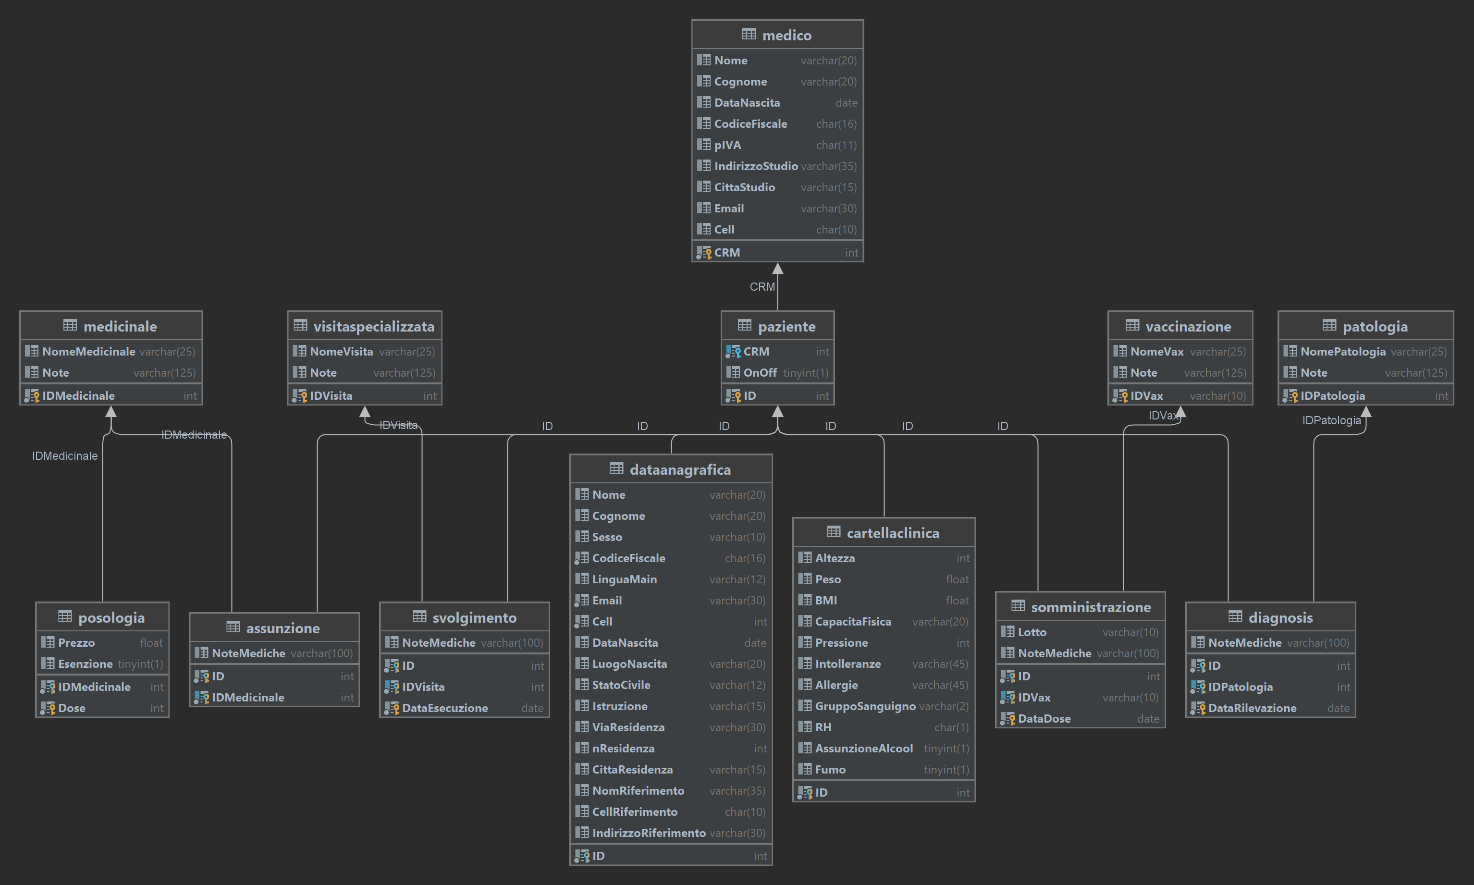 medico
Nome varchar(20)
Cognome varchar(20)
DataNascita date
CodiceFiscale char(16)
pIVA char(11)
IndirizzoStudio varchar(35)
CittaStudio varchar(15)
Email varchar(30)
Cell char(10)
CRM int
CRM
medicinale
NomeMedicinale varchar(25)
Note varchar(125)
IDMedicinale int
visitaspecializzata
NomeVisita varchar(25)
Note varchar(125)
IDVisita int
paziente
CRM int
OnOff tinyint(1)
ID int
vaccinazione
NomeVax varchar(25)
Note varchar(125)
IDVax varchar(10)
patologia
NomePatologia varchar(25)
Note varchar(125)
IDPatologia int
IDMedicinale
IDMedicinale
IDVisita
ID
ID
ID
ID
ID
ID
IDVax
IDPatologia
posologia
Prezzo float
Esenzione tinyint(1)
IDMedicinale int
Dose int
assunzione
NoteMediche varchar(100)
ID int
IDMedicinale int
svolgimento
NoteMediche varchar(100)
ID int
IDVisita int
DataEsecuzione date
dataanagrafica
Nome varchar(20)
Cognome varchar(20)
Sesso varchar(10)
CodiceFiscale char(16)
LinguaMain varchar(12)
Email varchar(30)
Cell int
DataNascita date
LuogoNascita varchar(20)
StatoCivile varchar(12)
Istruzione varchar(15)
ViaResidenza varchar(30)
nResidenza int
CittaResidenza varchar(15)
NomRiferimento varchar(35)
CellRiferimento char(10)
IndirizzoRiferimento varchar(30)
ID int
cartellaclinica
Altezza int
Peso float
BMI float
CapacitaFisica varchar(20)
Pressione int
Intolleranze varchar(45)
Allergie varchar(45)
GruppoSanguigno varchar(2)
RH char(1)
AssunzioneAlcool tinyint(1)
Fumo tinyint(1)
ID int
somministrazione
Lotto varchar(10)
NoteMediche varchar(100)
ID int
IDVax varchar(10)
DataDose date
diagnosis
NoteMediche varchar(100)
ID int
IDPatologia int
DataRilevazione date